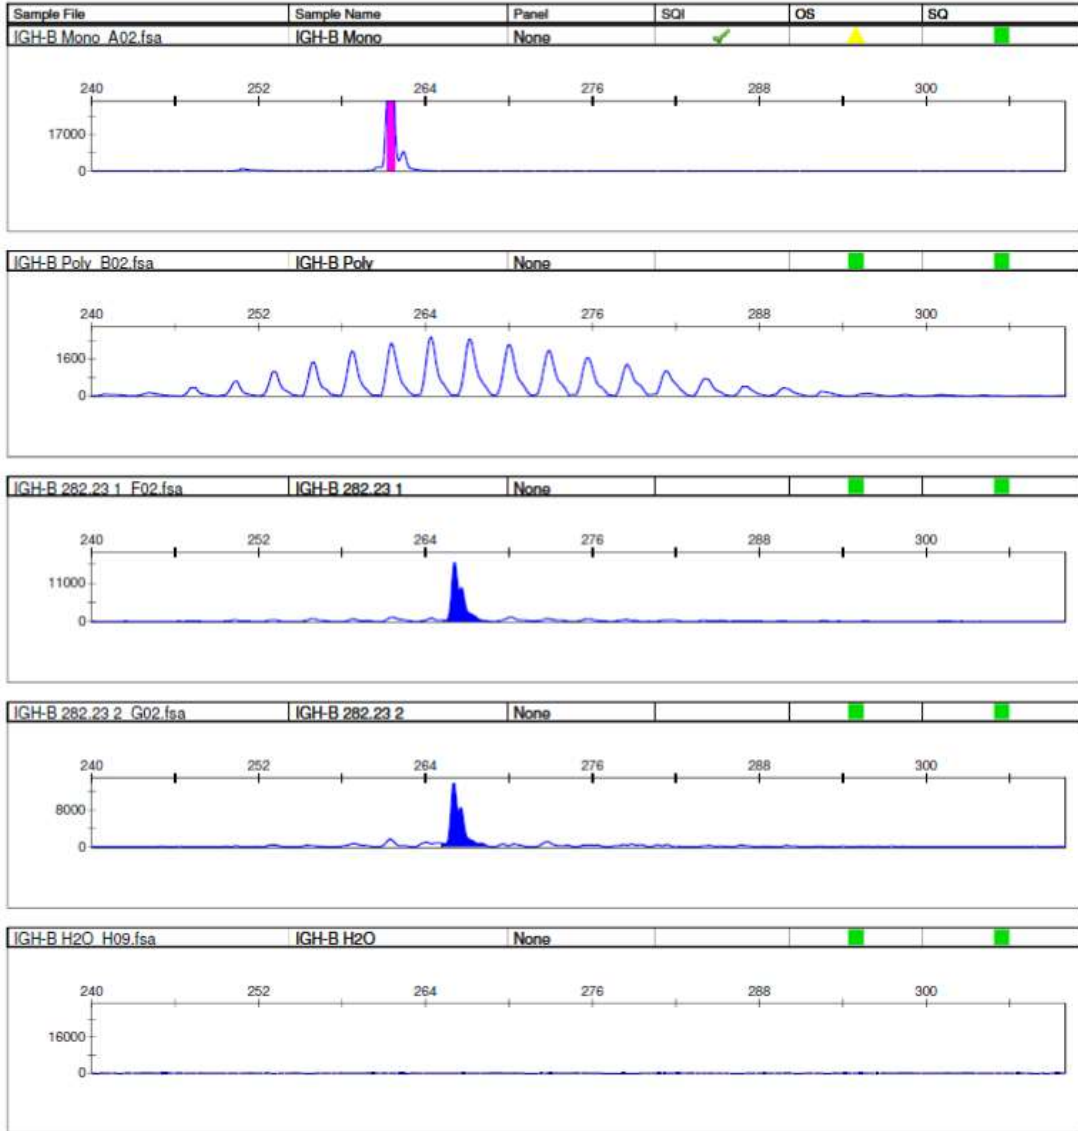 Sample File Sample Name Panel SQI OS SQ
IGH-B Mono_A02.fsa IGH-B Mono None
240 252 264 276 288 300
17000
0
IGH-B Poly_B02.fsa IGH-B Poly None
240 252 264 276 288 300
1600
0
IGH-B 282.23 1_F02.fsa IGH-B 282.23 1 None
240 252 264 276 288 300
11000
0
IGH-B 282.23 2_G02.fsa IGH-B 282.23 2 None
240 252 264 276 288 300
8000
0
IGH-B H2O_H09.fsa IGH-B H2O None
240 252 264 276 288 300
16000
0